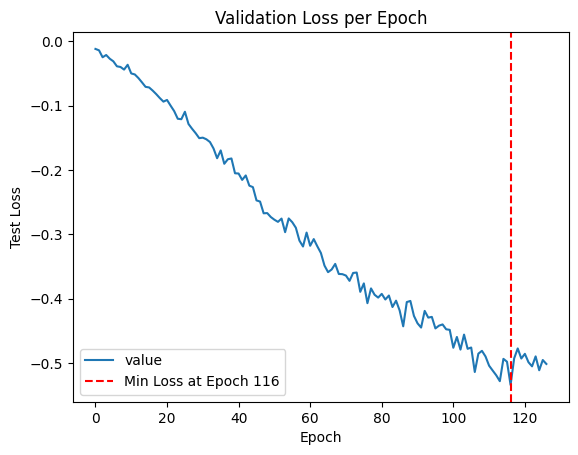 Validation Loss per Epoch
Test Loss
0.0
−0.1
−0.2
−0.3
−0.4
−0.5
value
Min Loss at Epoch 116
0 20 40 60 80 100 120
Epoch